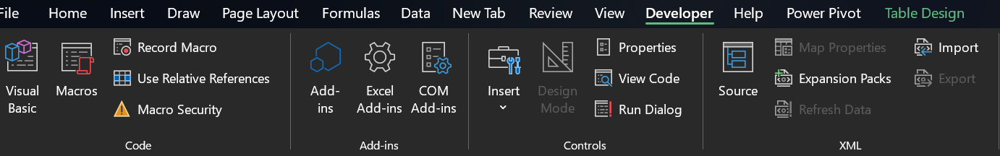 File Home Insert Draw Page Layout Formulas Data New Tab Review View Developer Help Power Pivot Table Design
Visual
Basic
Macros
Record Macro
Use Relative References
Macro Security
Code
Add-
ins
Excel
Add-ins
COM
Add-ins
Add-ins
Insert
Design
Mode
Properties
View Code
Run Dialog
Controls
Source
Map Properties
Expansion Packs
Refresh Data
Import
Export
XML